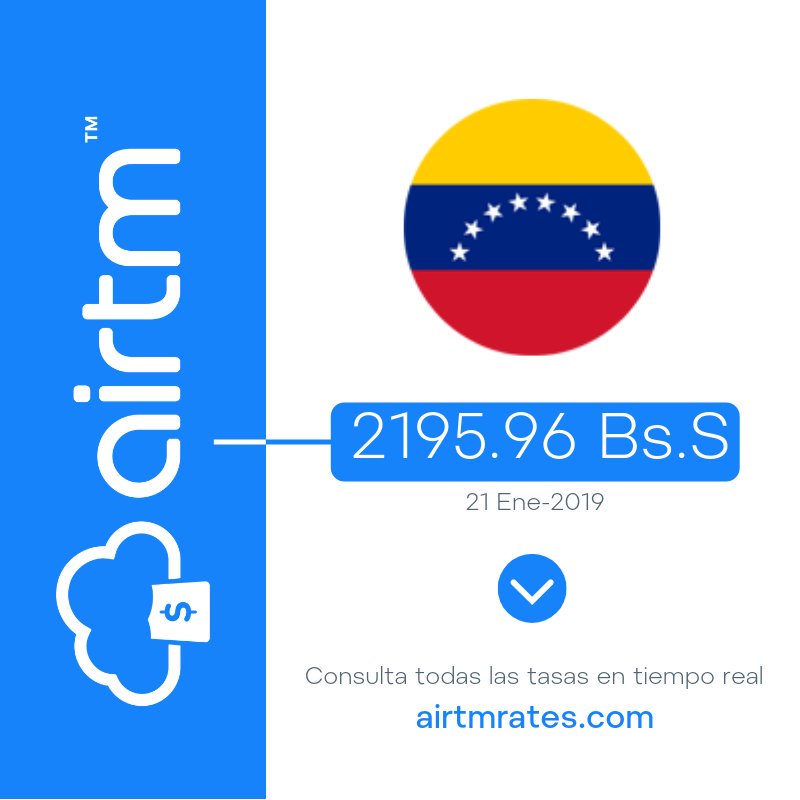 airtm™
$
2195.96 Bs.S
21 Ene-2019
Consulta todas las tasas en tiempo real
airtmrates.com